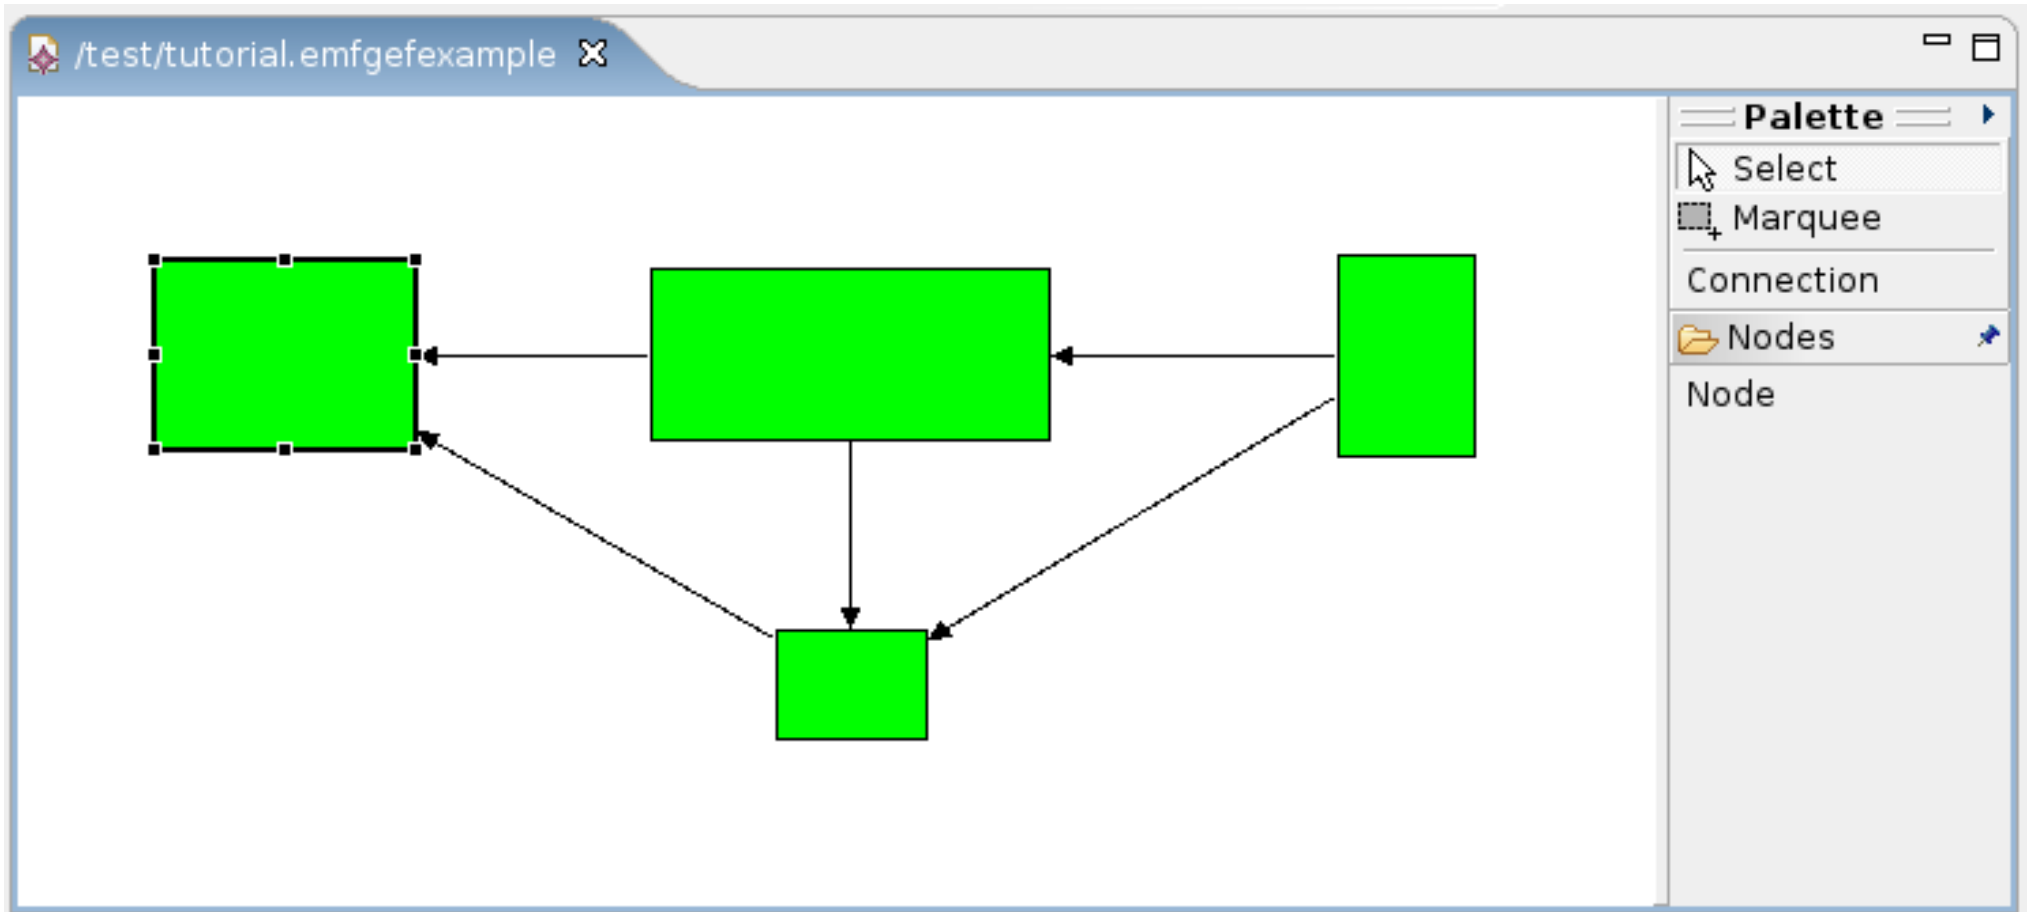 /test/tutorial.emfgefexample
Palette
Select
Marquee
Connection
Nodes
Node